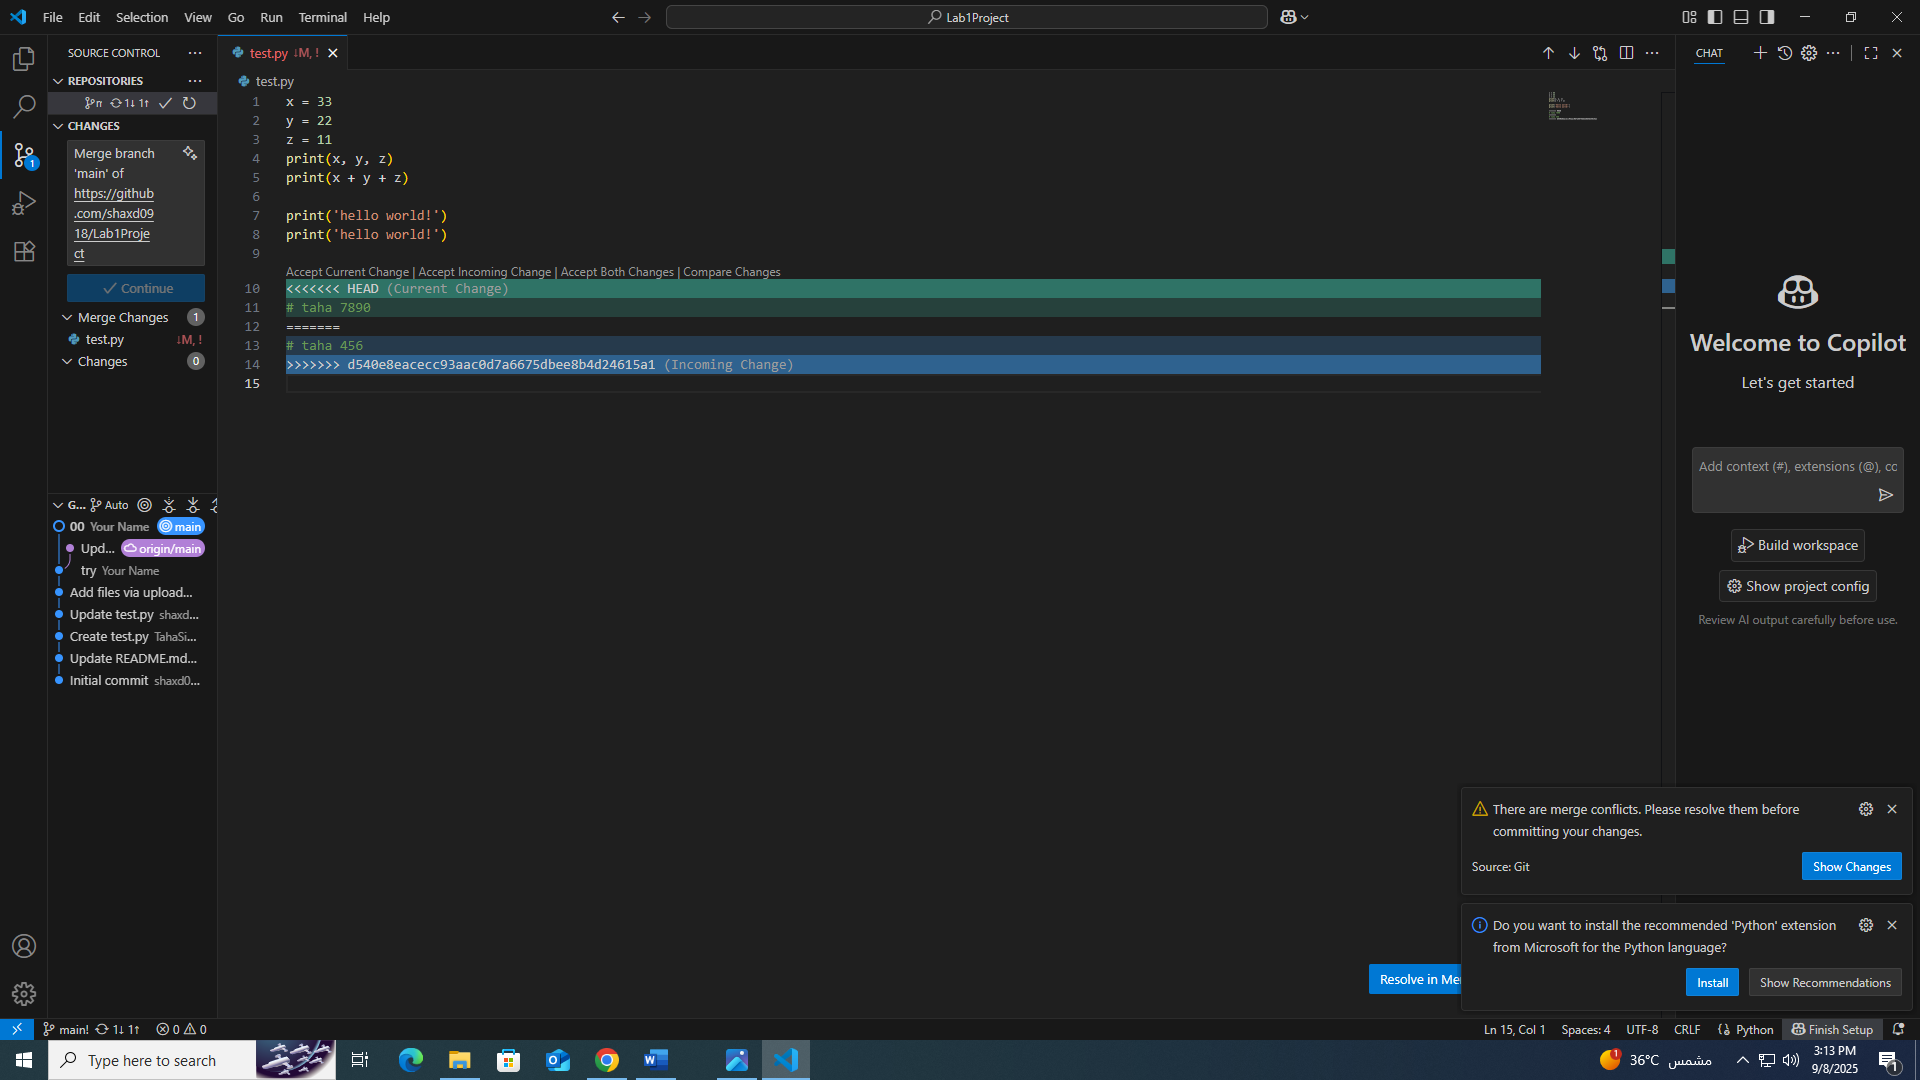 File Edit Selection View Go Run Terminal Help
Lab1Project
SOURCE CONTROL
REPOSITORIES
1↓ 1↑
CHANGES
Merge branch
'main' of
https://github
.com/shaxd09
18/Lab1Proje
ct
Continue
Merge Changes 1
test.py ↓M, !
Changes 0
G... Auto
00 Your Name main
Upd... origin/main
try Your Name
Add files via upload...
Update test.py shaxd...
Create test.py TahaSi...
Update README.md...
Initial commit shaxd0...
test.py ↓M, !
test.py
1 x = 33
2 y = 22
3 z = 11
4 print(x, y, z)
5 print(x + y + z)
6
7 print('hello world!')
8 print('hello world!')
9
Accept Current Change | Accept Incoming Change | Accept Both Changes | Compare Changes
10 <<<<<<< HEAD (Current Change)
11 # taha 7890
12 =======
13 # taha 456
14 >>>>>>> d540e8eacecc93aac0d7a6675dbee8b4d24615a1 (Incoming Change)
15
CHAT
Welcome to Copilot
Let's get started
Add context (#), extensions (@), co
Build workspace
Show project config
Review AI output carefully before use.
There are merge conflicts. Please resolve them before
committing your changes.
Source: Git
Show Changes
Do you want to install the recommended 'Python' extension
from Microsoft for the Python language?
Install Show Recommendations
Resolve in Me
main! 1↓ 1↑ 0 0
Ln 15, Col 1 Spaces: 4 UTF-8 CRLF {} Python Finish Setup
Type here to search
36°C مشمس
3:13 PM
9/8/2025
1